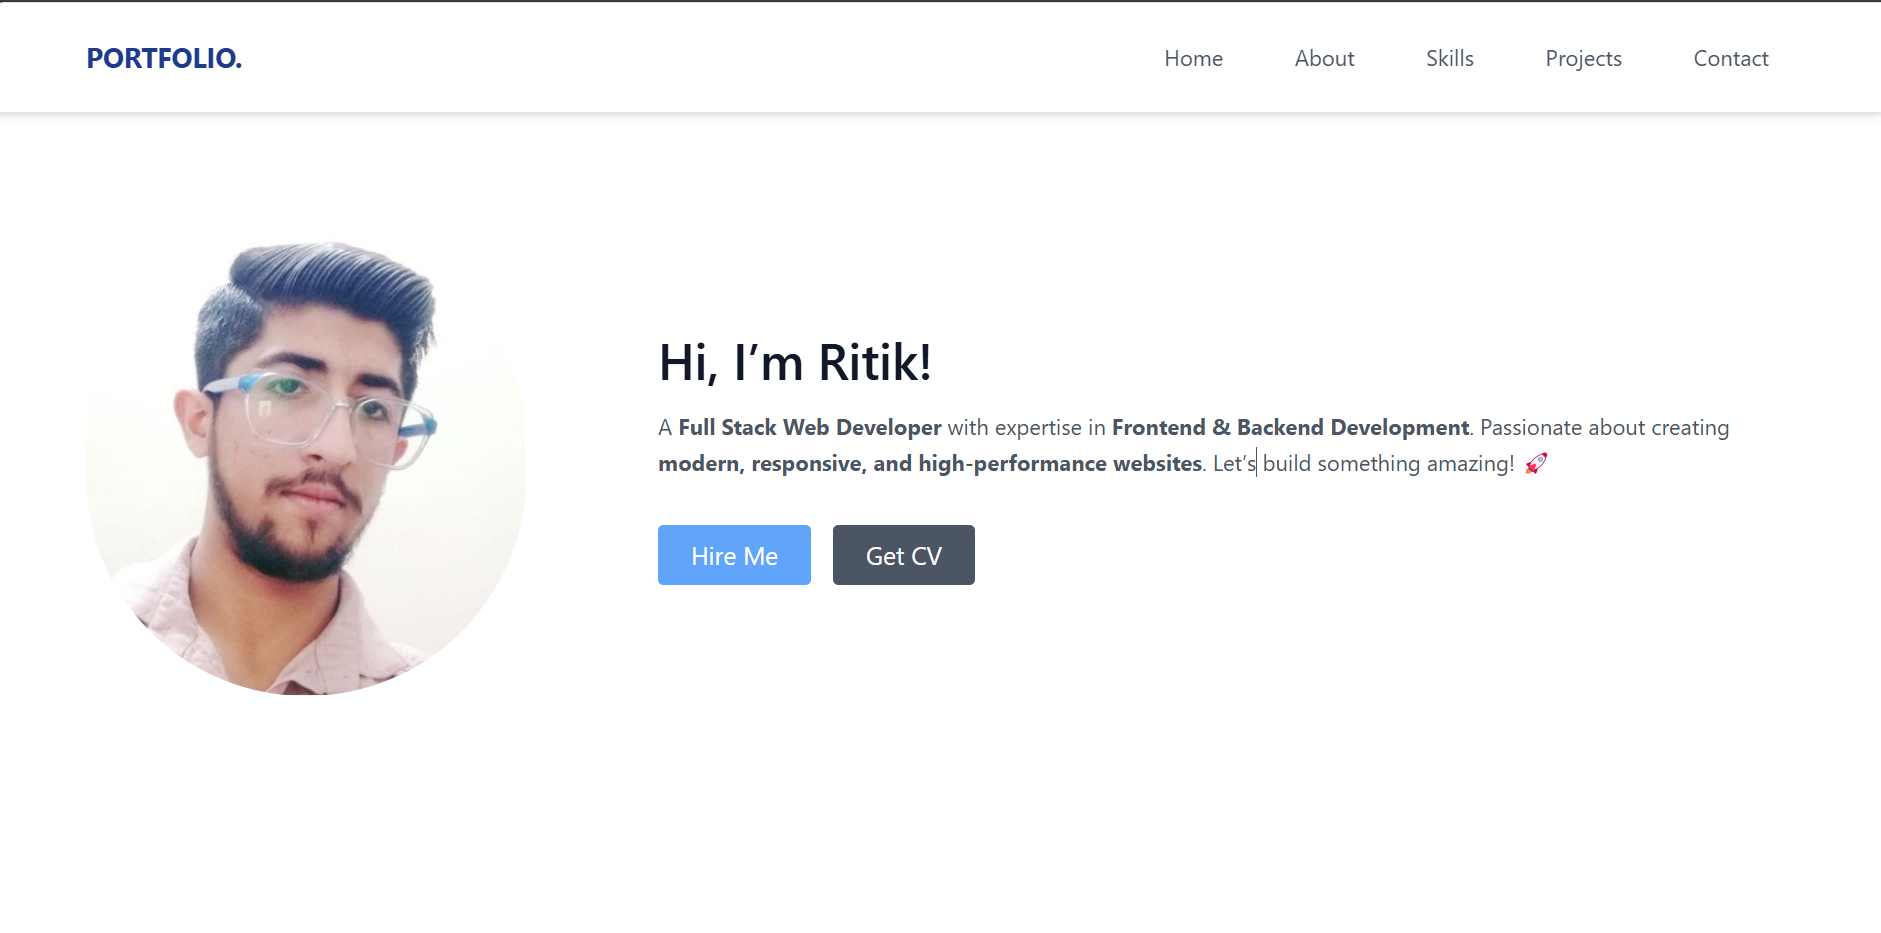 PORTFOLIO.
Home About Skills Projects Contact
Hi, I’m Ritik!
A Full Stack Web Developer with expertise in Frontend & Backend Development. Passionate about creating
modern, responsive, and high-performance websites. Let’s build something amazing! 🚀
Hire Me
Get CV